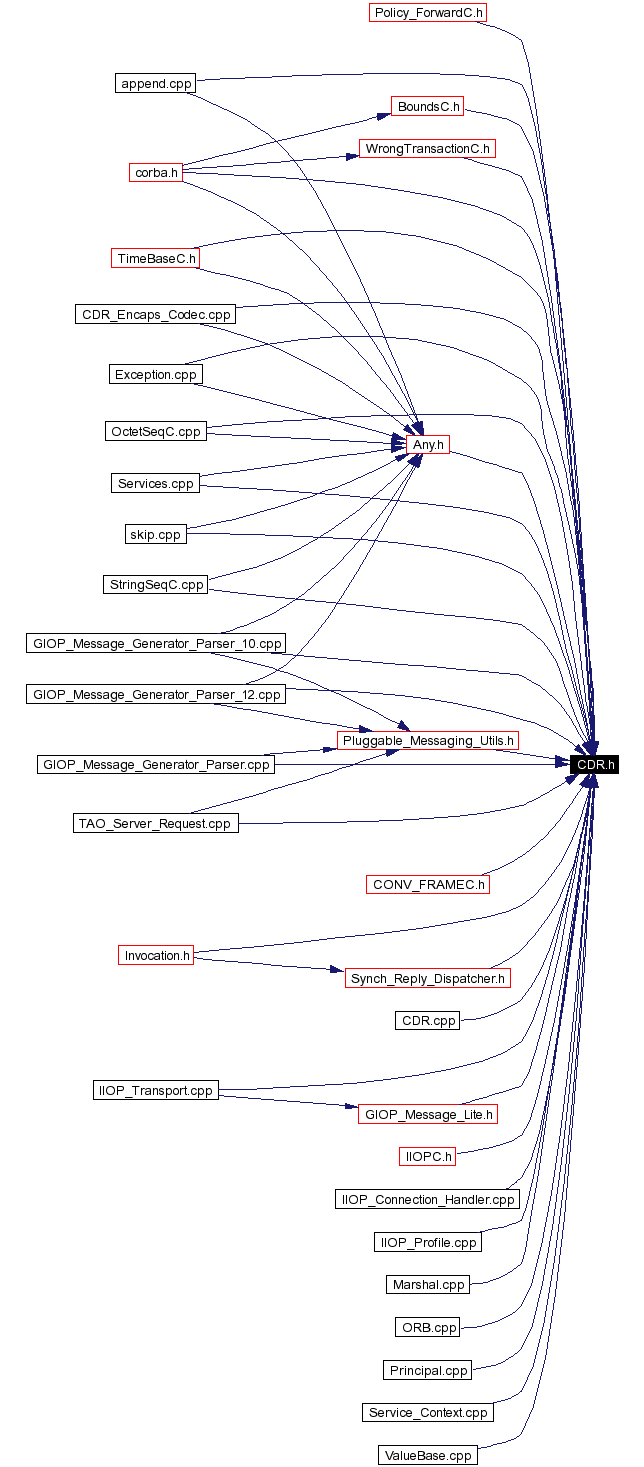 Policy_ForwardC.h
append.cpp
BoundsC.h
WrongTransactionC.h
corba.h
TimeBaseC.h
CDR_Encaps_Codec.cpp
Exception.cpp
OctetSeqC.cpp
Any.h
Services.cpp
skip.cpp
StringSeqC.cpp
GIOP_Message_Generator_Parser_10.cpp
GIOP_Message_Generator_Parser_12.cpp
Pluggable_Messaging_Utils.h
GIOP_Message_Generator_Parser.cpp
CDR.h
TAO_Server_Request.cpp
CONV_FRAMEC.h
Invocation.h
Synch_Reply_Dispatcher.h
CDR.cpp
IIOP_Transport.cpp
GIOP_Message_Lite.h
IIOPC.h
IIOP_Connection_Handler.cpp
IIOP_Profile.cpp
Marshal.cpp
ORB.cpp
Principal.cpp
Service_Context.cpp
ValueBase.cpp